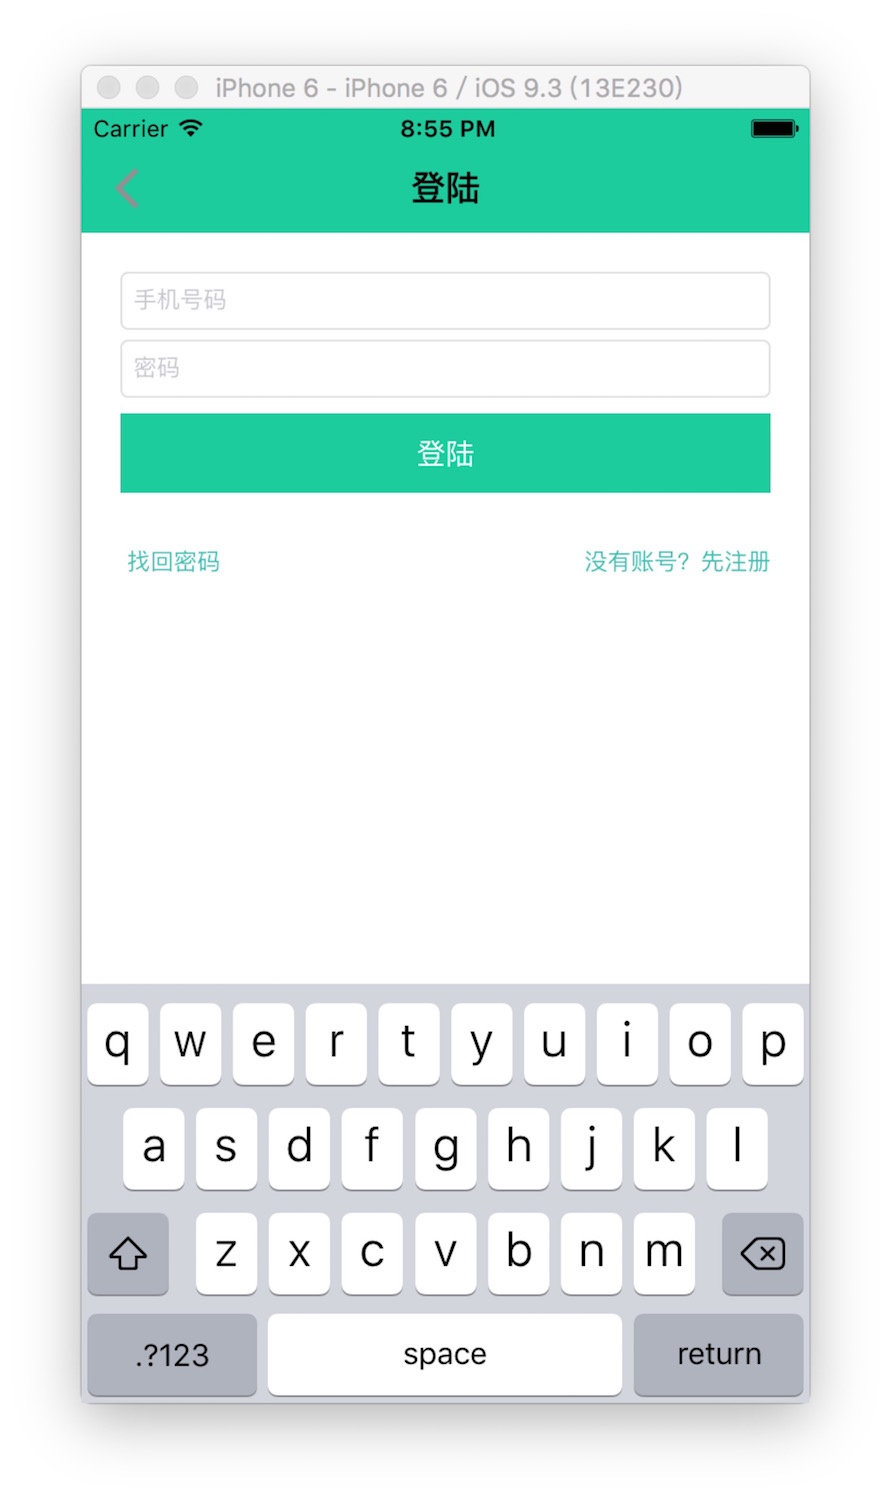 iPhone 6 - iPhone 6 / iOS 9.3 (13E230)
Carrier 8:55 PM
登陆
手机号码
密码
登陆
找回密码 没有账号？先注册
q w e r t y u i o p
a s d f g h j k l
z x c v b n m
.?123 space return